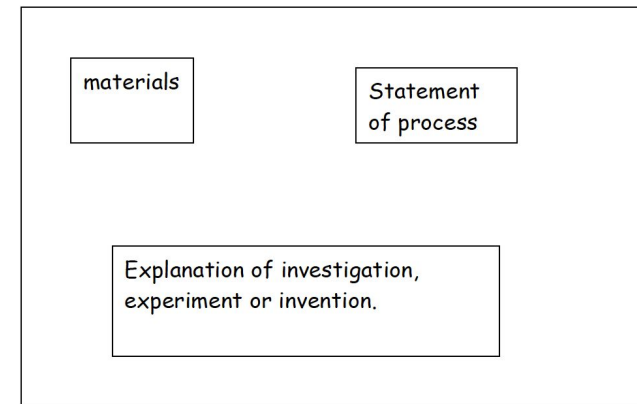 materials
Statement
of process
Explanation of investigation,
experiment or invention.